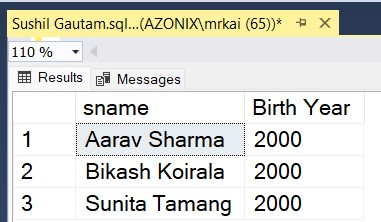 Sushil Gautam.sql...(AZONIX\mrkai (65))*
110 %
Results Messages
sname Birth Year
1 Aarav Sharma 2000
2 Bikash Koirala 2000
3 Sunita Tamang 2000